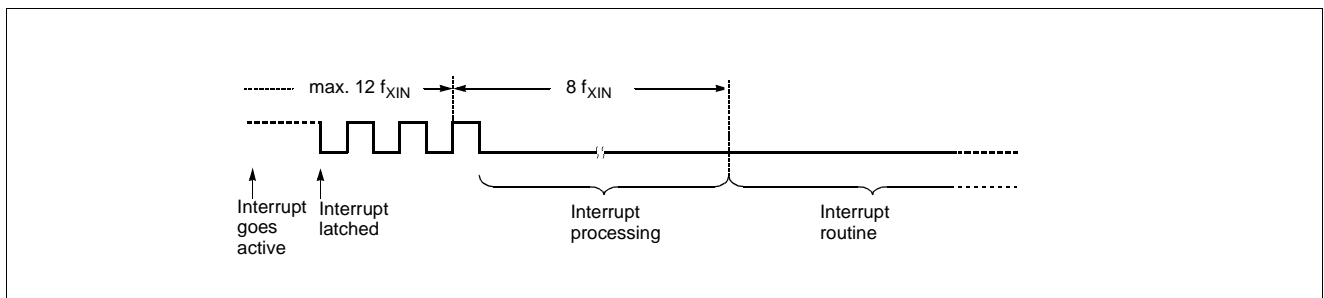 max. 12 fXIN
8 fXIN
Interrupt
goes
active
Interrupt
latched
Interrupt
processing
Interrupt
routine